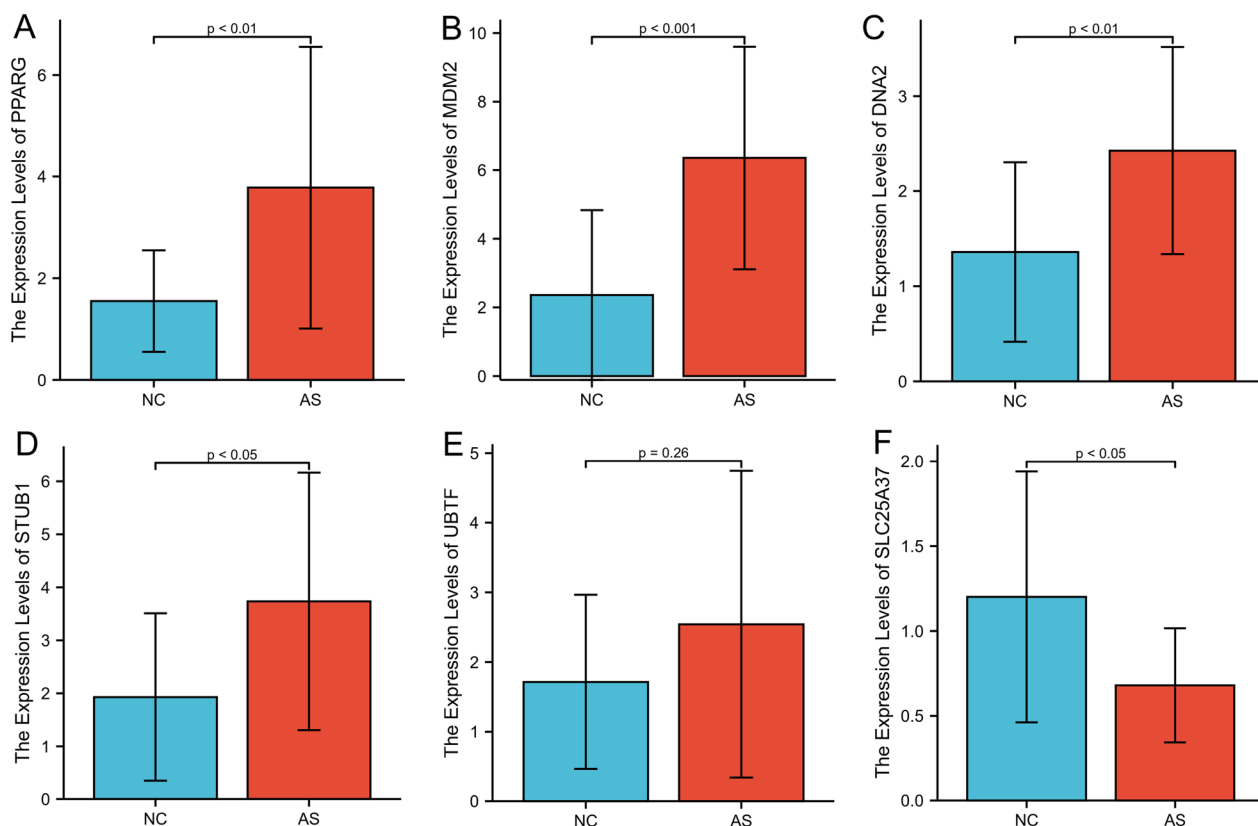 A
The Expression Levels of PPARG
p < 0.01
6
4
2
0
NC AS
B
The Expression Levels of MDM2
p < 0.001
10
8
6
4
2
0
NC AS
C
The Expression Levels of DNA2
p < 0.01
3
2
1
0
NC AS
D
The Expression Levels of STUB1
p < 0.05
6
5
4
3
2
1
0
NC AS
E
The Expression Levels of UBTF
p = 0.26
5
4
3
2
1
0
NC AS
F
The Expression Levels of SLC25A37
p < 0.05
2.0
1.5
1.0
0.5
0.0
NC AS